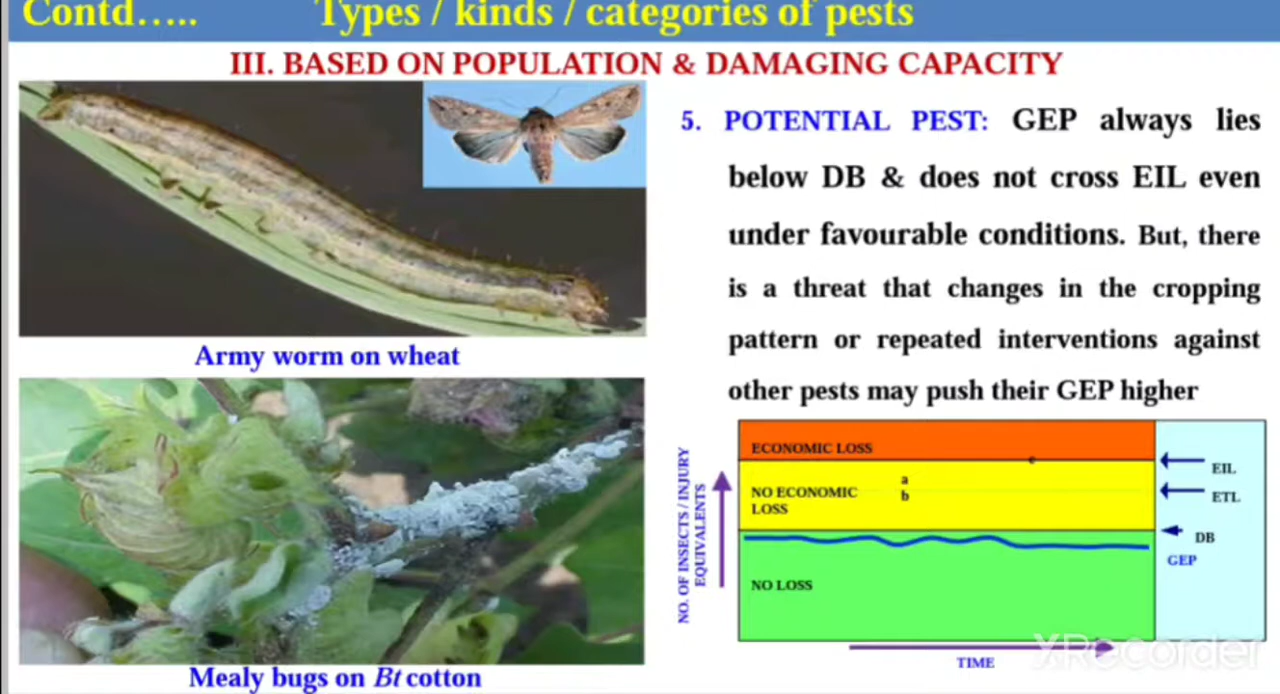 Contd….. Types / kinds / categories of pests
III. BASED ON POPULATION & DAMAGING CAPACITY
Army worm on wheat
Mealy bugs on Bt cotton
5. POTENTIAL PEST: GEP always lies
below DB & does not cross EIL even
under favourable conditions. But, there
is a threat that changes in the cropping
pattern or repeated interventions against
other pests may push their GEP higher
NO. OF INSECTS / INJURY
EQUIVALENTS
ECONOMIC LOSS
c
a
NO ECONOMIC b
LOSS
NO LOSS
EIL
ETL
DB
GEP
TIME
XRecorder